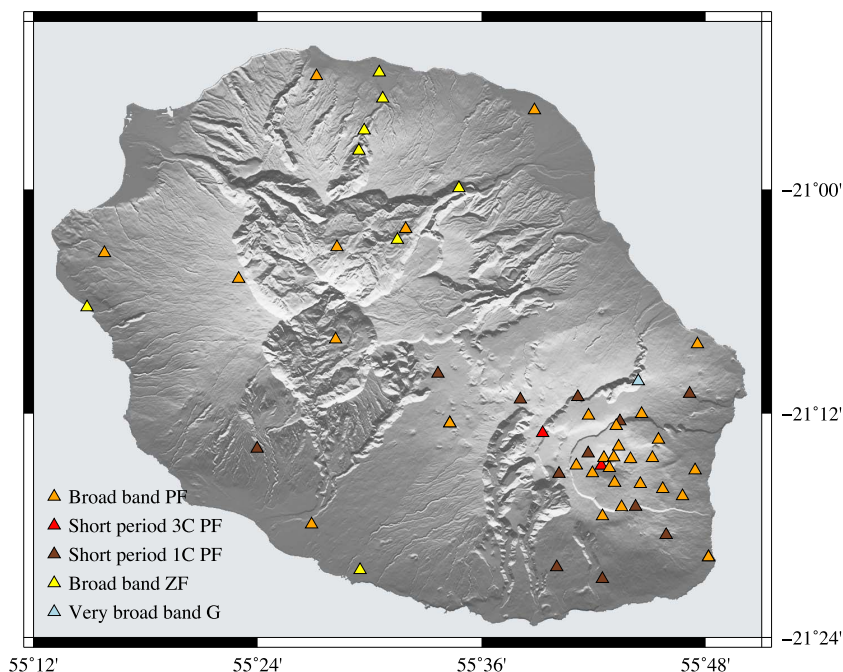 −21˚00'
−21˚12'
Broad band PF
Short period 3C PF
Short period 1C PF
Broad band ZF
Very broad band G
−21˚24'
55˚12' 55˚24' 55˚36' 55˚48'